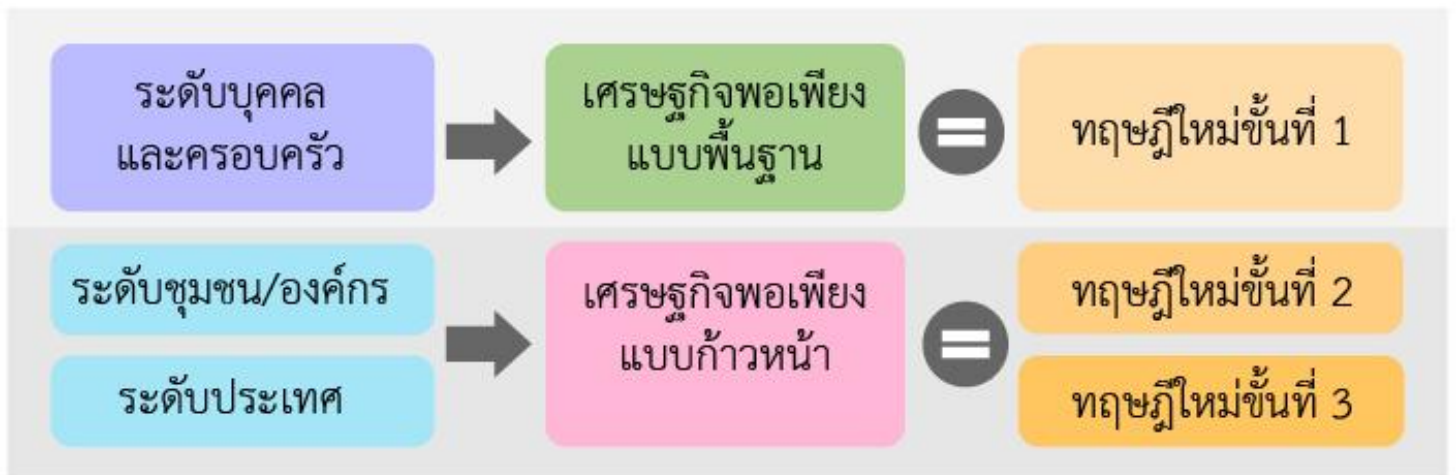 ระดับบุคคล
และครอบครัว
เศรษฐกิจพอเพียง
แบบพื้นฐาน
ทฤษฎีใหม่ขั้นที่ 1
ระดับชุมชน/องค์กร
ระดับประเทศ
เศรษฐกิจพอเพียง
แบบก้าวหน้า
ทฤษฎีใหม่ขั้นที่ 2
ทฤษฎีใหม่ขั้นที่ 3